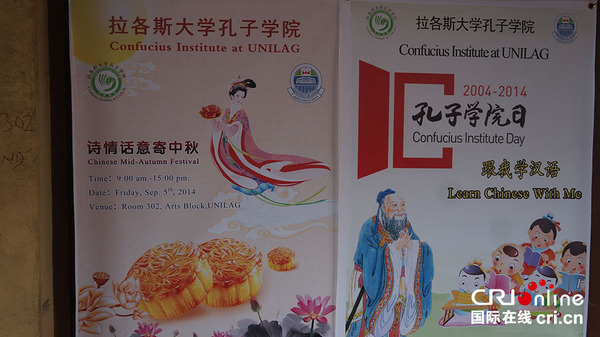 拉各斯大学孔子学院
Confucius Institute at UNILAG
诗情话意寄中秋
Chinese Mid-Autumn Festival
Time: 9:00 am.-15:00 pm.
Date: Friday, Sep. 5th, 2014
Venue: Room 302, Arts Block,UNILAG
拉各斯大学孔子学院
Confucius Institute at UNILAG
2004-2014
孔子学院日
Confucius Institute Day
跟我学汉语
Learn Chinese With Me
CRIonline
国际在线 cri.cn
302